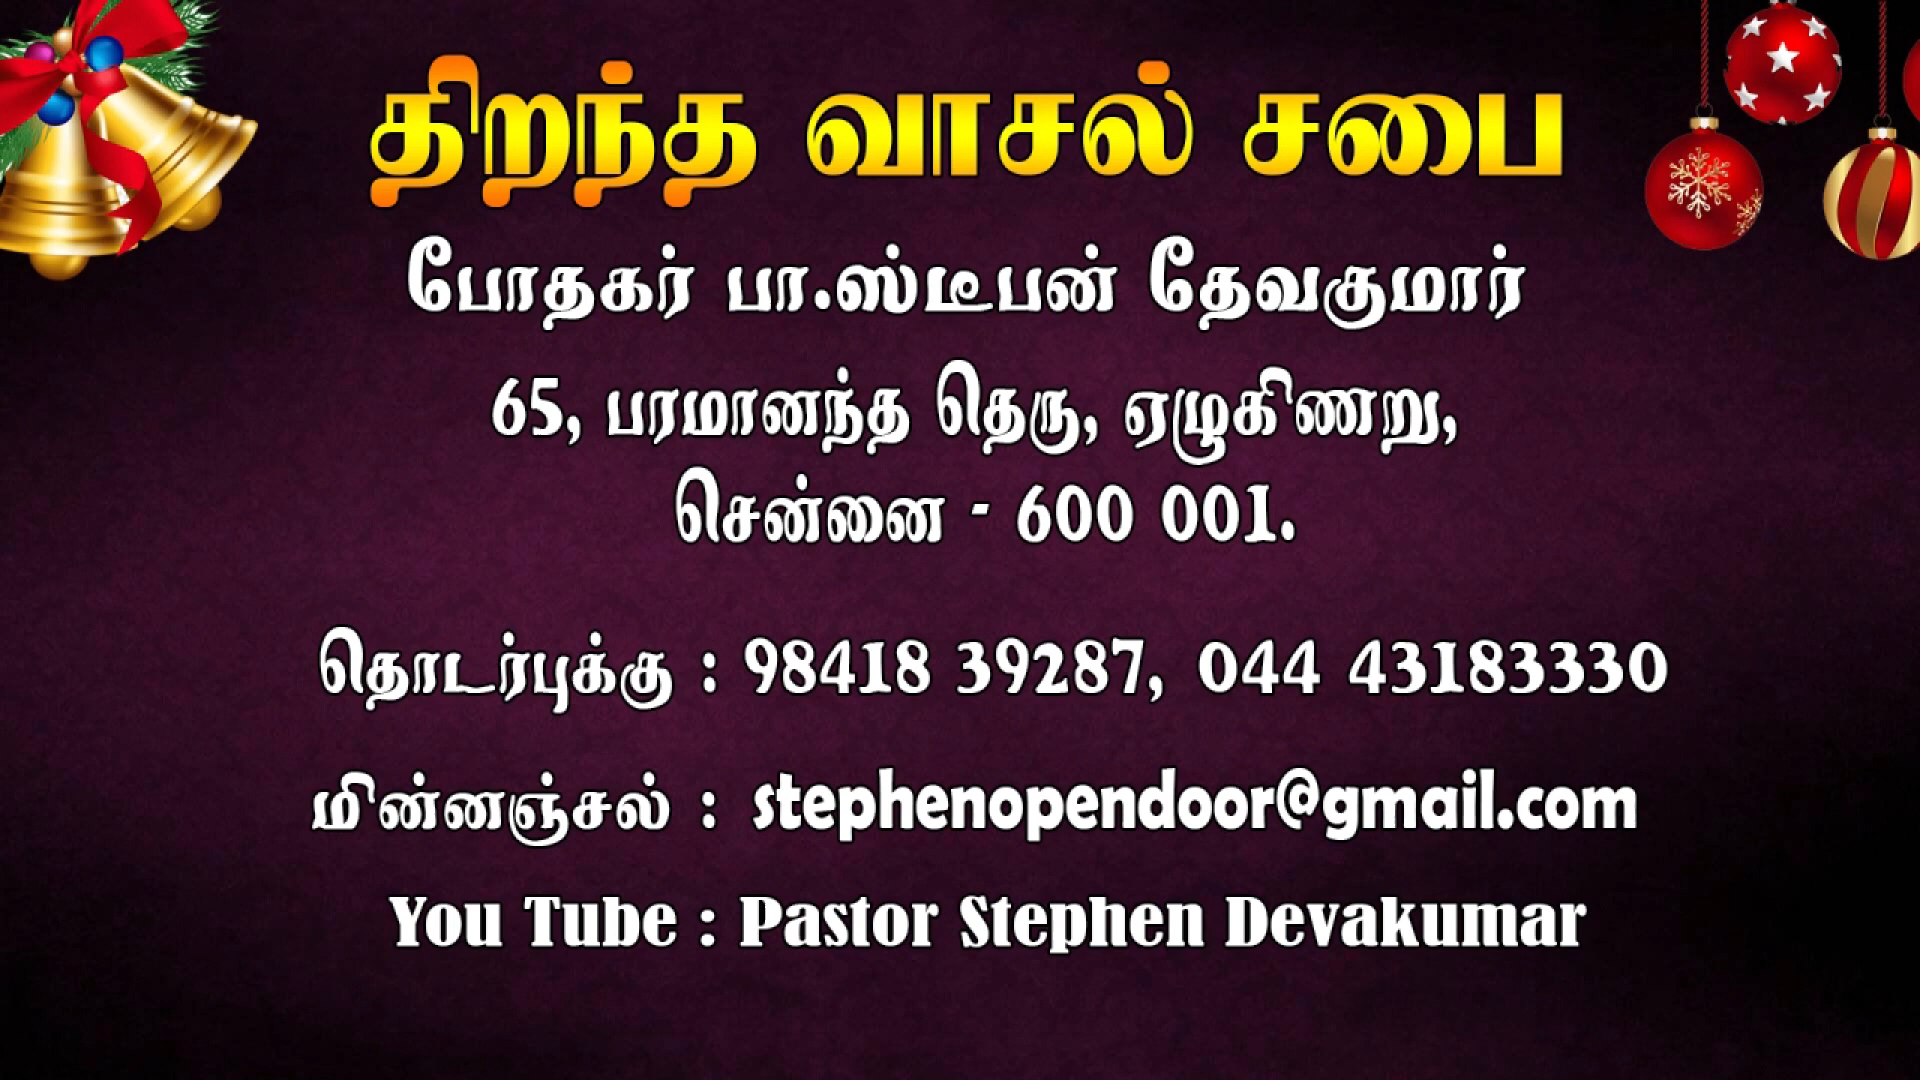 திறந்த வாசல் சபை
போதகர் பா.ஸ்டீபன் தேவகுமார்
65, பரமானந்த தெரு, ஏழுகிணறு,
சென்னை - 600 001.
தொடர்புக்கு : 98418 39287, 044 43183330
மின்னஞ்சல் : stephenopendoor@gmail.com
You Tube : Pastor Stephen Devakumar